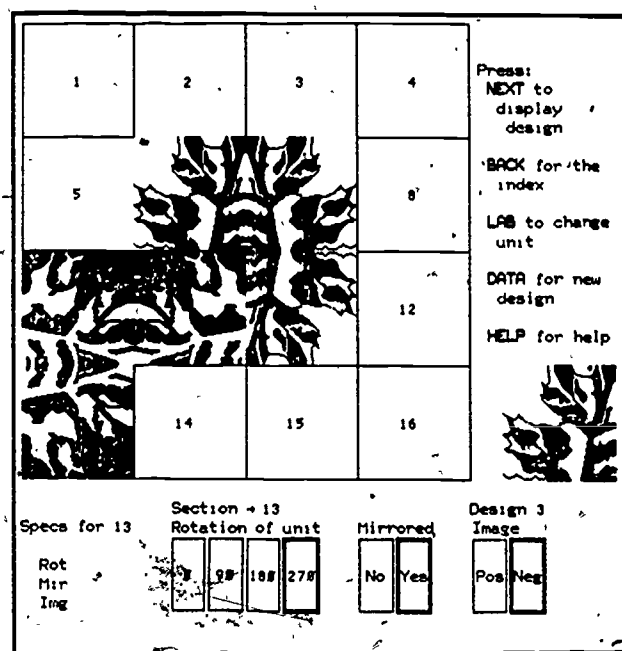 1 2 3 4
Press:
NEXT to
display
design
5 8
BACK for the
index
LAB to change
unit
DATA for new
design
12
HELP for help
14 15 16
Section → 13 Design 3
Specs for 13 Rotation of unit Mirrored Image
Rot
Mir
Img
0 90 180 270 No Yes Pos Neg